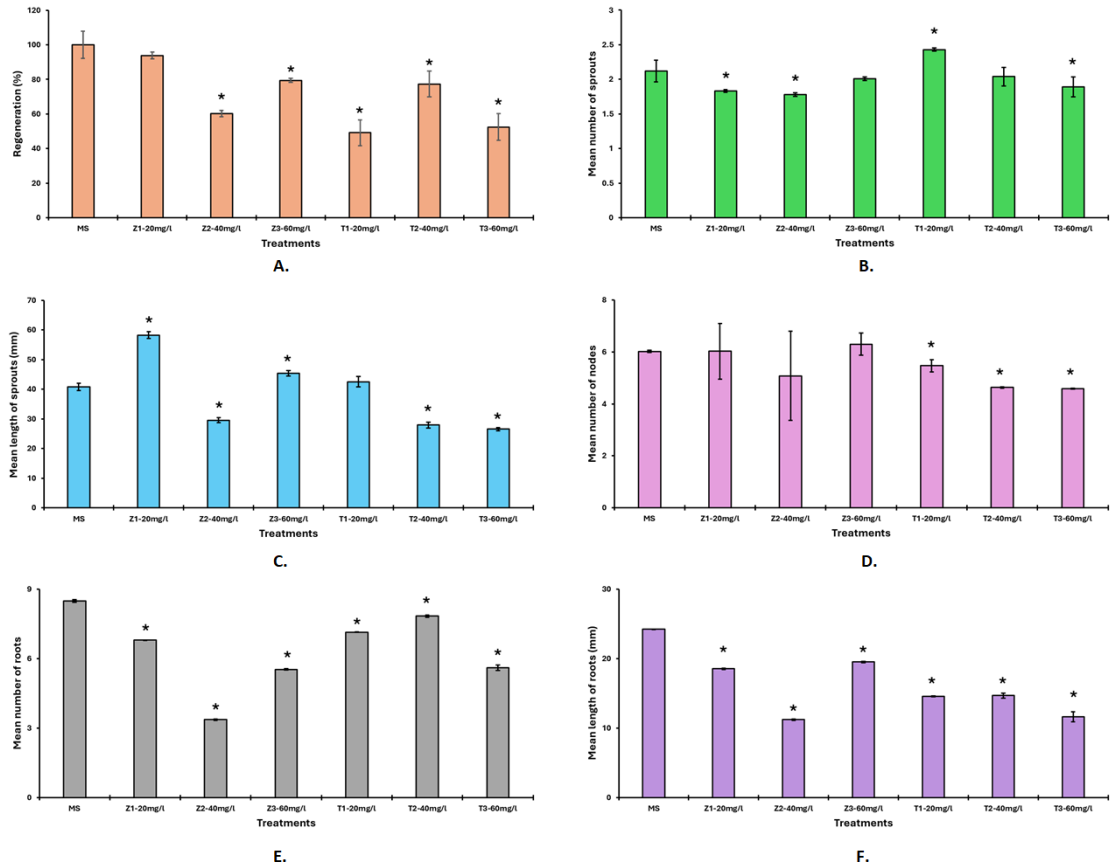 120
100
80
60
40
20
0
Regeneration (%)
* * * * *
MS Z1-20mg/l Z2-40mg/l Z3-60mg/l T1-20mg/l T2-40mg/l T3-60mg/l
Treatments
A.
3
2.5
2
1.5
1
0.5
0
Mean number of sprouts
* * * *
MS Z1-20mg/l Z2-40mg/l Z3-60mg/l T1-20mg/l T2-40mg/l T3-60mg/l
Treatments
B.
70
60
50
40
30
20
10
0
Mean length of sprouts (mm)
* * * * *
MS Z1-20mg/l Z2-40mg/l Z3-60mg/l T1-20mg/l T2-40mg/l T3-60mg/l
Treatments
C.
8
6
4
2
0
Mean number of nodes
* * *
MS Z1-20mg/l Z2-40mg/l Z3-60mg/l T1-20mg/l T2-40mg/l T3-60mg/l
Treatments
D.
9
6
3
0
Mean number of roots
* * * * * *
MS Z1-20mg/l Z2-40mg/l Z3-60mg/l T1-20mg/l T2-40mg/l T3-60mg/l
Treatments
E.
30
20
10
0
Mean length of roots (mm)
* * * * * *
MS Z1-20mg/l Z2-40mg/l Z3-60mg/l T1-20mg/l T2-40mg/l T3-60mg/l
Treatments
F.